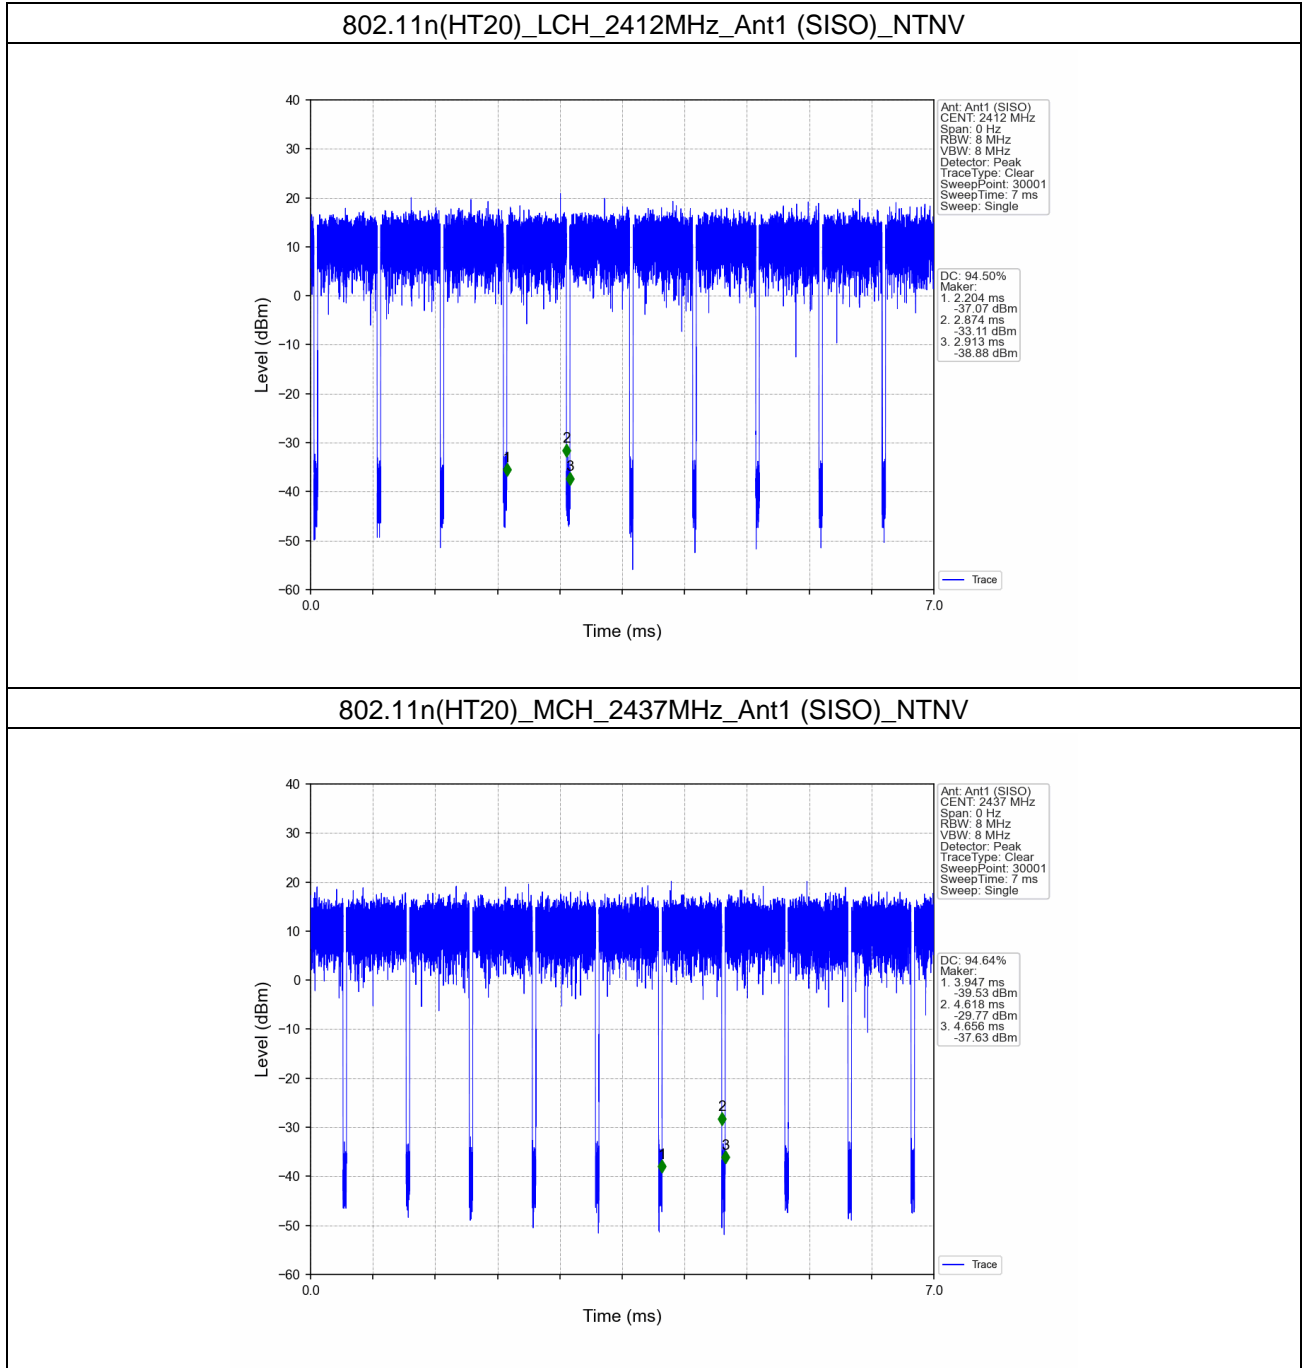 802.11n(HT20)_LCH_2412MHz_Ant1 (SISO)_NTNV
40
30
20
10
0
−10
−20
−30
−40
−50
−60
Level (dBm)
0.0
7.0
Time (ms)
1
2
3
Ant: Ant1 (SISO)
CENT: 2412 MHz
Span: 0 Hz
RBW: 8 MHz
VBW: 8 MHz
Detector: Peak
TraceType: Clear
SweepPoint: 30001
SweepTime: 7 ms
Sweep: Single
DC: 94.50%
Maker:
1. 2.204 ms
-37.07 dBm
2. 2.874 ms
-33.11 dBm
3. 2.913 ms
-38.88 dBm
Trace
802.11n(HT20)_MCH_2437MHz_Ant1 (SISO)_NTNV
40
30
20
10
0
−10
−20
−30
−40
−50
−60
Level (dBm)
0.0
7.0
Time (ms)
1
2
3
Ant: Ant1 (SISO)
CENT: 2437 MHz
Span: 0 Hz
RBW: 8 MHz
VBW: 8 MHz
Detector: Peak
TraceType: Clear
SweepPoint: 30001
SweepTime: 7 ms
Sweep: Single
DC: 94.64%
Maker:
1. 3.947 ms
-39.53 dBm
2. 4.618 ms
-29.77 dBm
3. 4.656 ms
-37.63 dBm
Trace